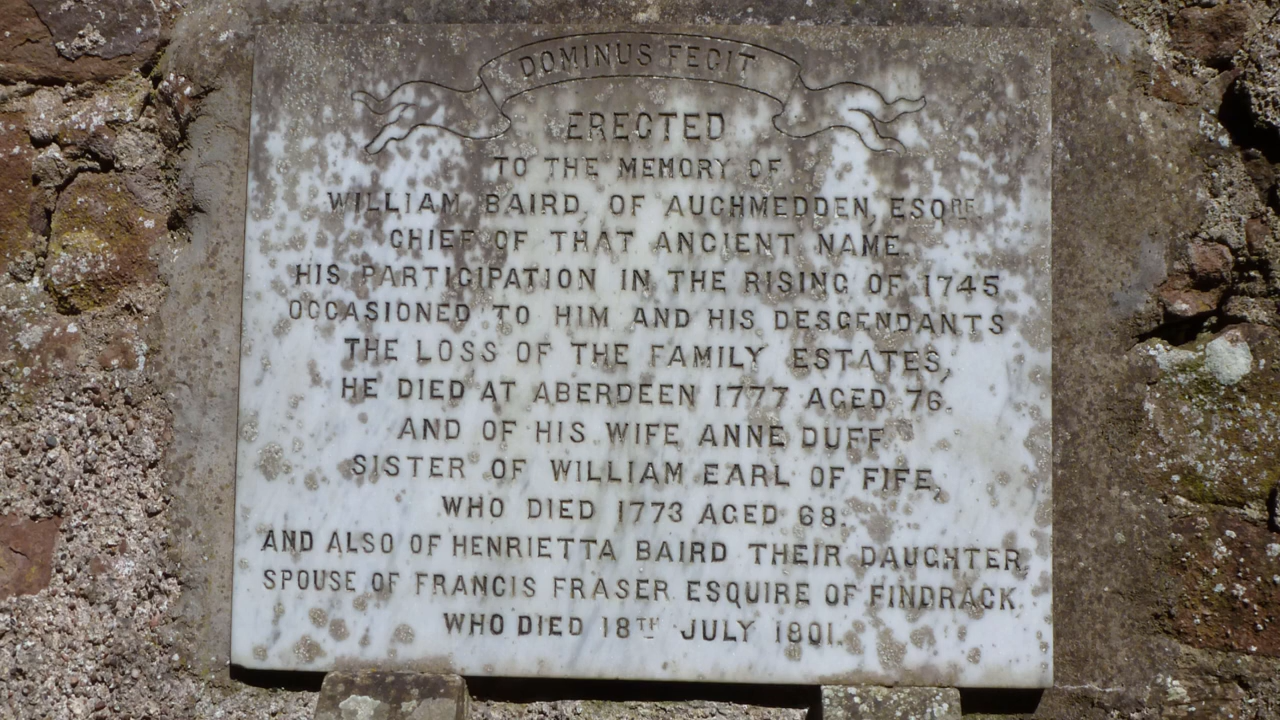 DOMINUS FECIT
ERECTED
TO THE MEMORY OF
WILLIAM BAIRD, OF AUCHMEDDEN, ESQRE.
CHIEF OF THAT ANCIENT NAME.
HIS PARTICIPATION IN THE RISING OF 1745
OCCASIONED TO HIM AND HIS DESCENDANTS
THE LOSS OF THE FAMILY ESTATES,
HE DIED AT ABERDEEN 1777 AGED 76.
AND OF HIS WIFE ANNE DUFF
SISTER OF WILLIAM EARL OF FIFE,
WHO DIED 1773 AGED 68.
AND ALSO OF HENRIETTA BAIRD THEIR DAUGHTER,
SPOUSE OF FRANCIS FRASER ESQUIRE OF FINDRACK.
WHO DIED 18TH JULY 1801.